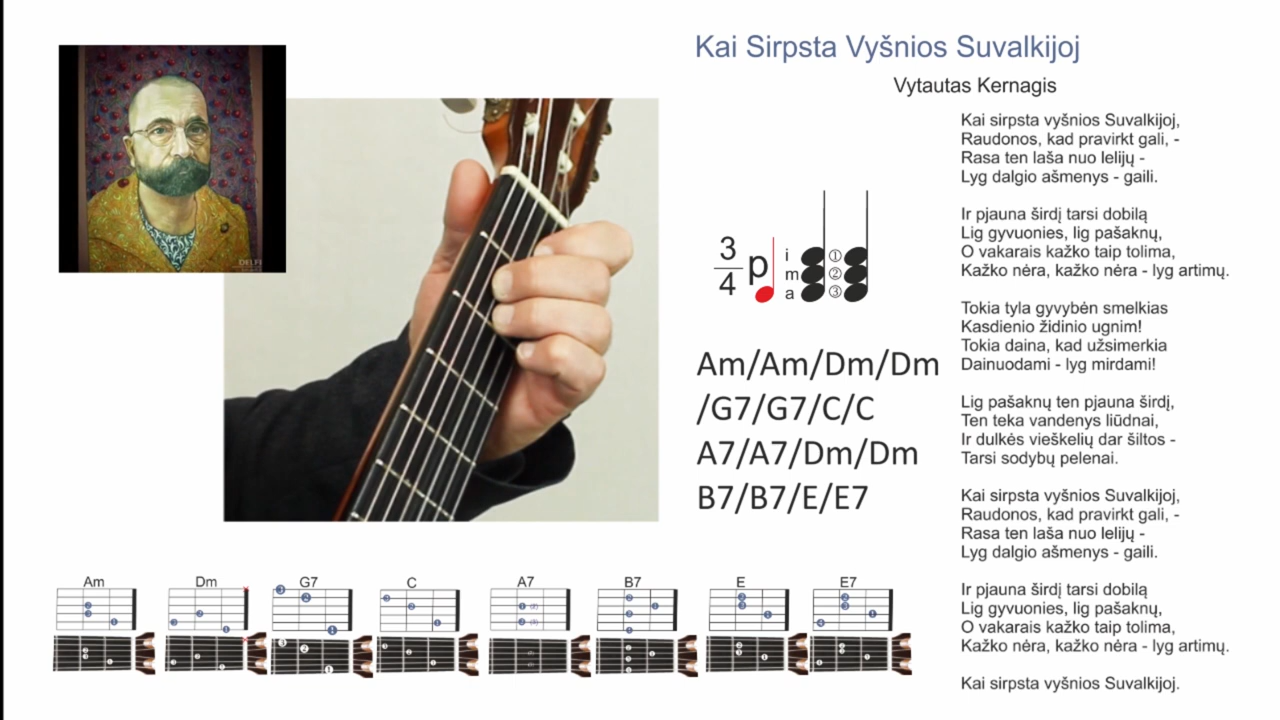 Kai Sirpsta Vyšnios Suvalkijoj
Vytautas Kernagis
DELFI
3
4
p
i
m
a
①
②
③
Am/Am/Dm/Dm
/G7/G7/C/C
A7/A7/Dm/Dm
B7/B7/E/E7
Kai sirpsta vyšnios Suvalkijoj,
Raudonos, kad pravirkt gali, -
Rasa ten laša nuo lelijų -
Lyg dalgio ašmenys - gaili.
Ir pjauna širdį tarsi dobilą
Lig gyvuonies, lig pašaknų,
O vakarais kažko taip tolima,
Kažko nėra, kažko nėra - lyg artimų.
Tokia tyla gyvybėn smelkias
Kasdienio židinio ugnim!
Tokia daina, kad užsimerkia
Dainuodami - lyg mirdami!
Lig pašaknų ten pjauna širdį,
Ten teka vandenys liūdnai,
Ir dulkės vieškelių dar šiltos -
Tarsi sodybų pelenai.
Kai sirpsta vyšnios Suvalkijoj,
Raudonos, kad pravirkt gali, -
Rasa ten laša nuo lelijų -
Lyg dalgio ašmenys - gaili.
Ir pjauna širdį tarsi dobilą
Lig gyvuonies, lig pašaknų,
O vakarais kažko taip tolima,
Kažko nėra, kažko nėra - lyg artimų.
Kai sirpsta vyšnios Suvalkijoj.
Am Dm G7 C A7 B7 E E7